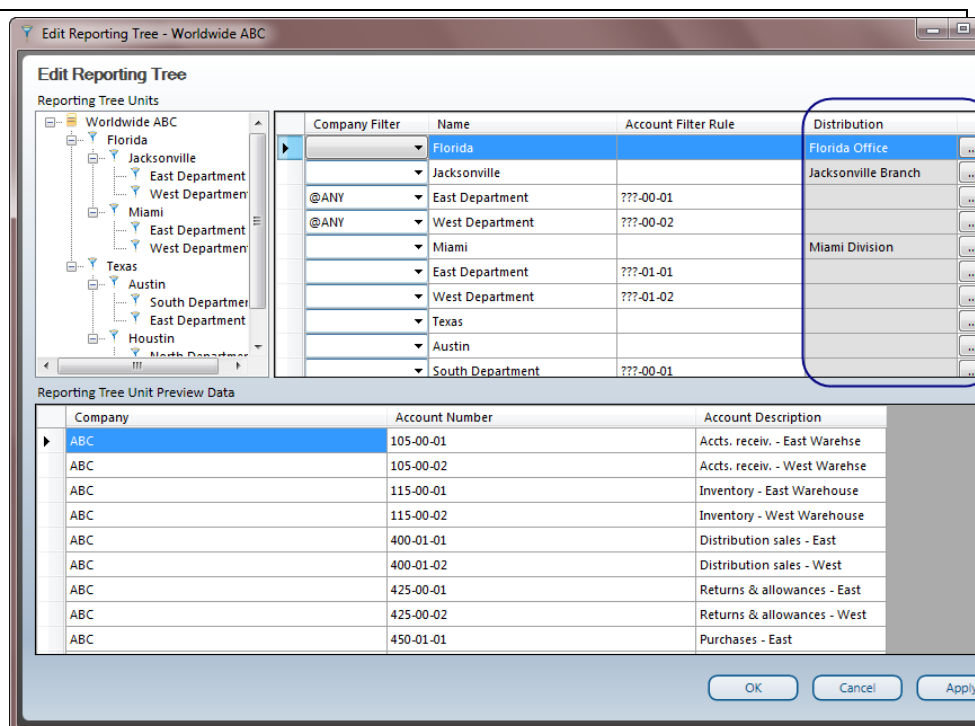 Edit Reporting Tree - Worldwide ABC
Edit Reporting Tree
Reporting Tree Units
Worldwide ABC
Florida
Jacksonville
East Department
West Departmen
Miami
East Department
West Departmen
Texas
Austin
South Departmer
East Department
Houstin
Company Filter Name Account Filter Rule Distribution
Florida Florida Office ...
Jacksonville Jacksonville Branch ...
@ANY East Department ???-00-01 ...
@ANY West Department ???-00-02 ...
Miami Miami Division ...
East Department ???-01-01 ...
West Department ???-01-02 ...
Texas ...
Austin ...
South Department ???-00-01 ...
Reporting Tree Unit Preview Data
Company Account Number Account Description
ABC 105-00-01 Accts. receiv. - East Warehse
ABC 105-00-02 Accts. receiv. - West Warehse
ABC 115-00-01 Inventory - East Warehouse
ABC 115-00-02 Inventory - West Warehouse
ABC 400-01-01 Distribution sales - East
ABC 400-01-02 Distribution sales - West
ABC 425-00-01 Returns & allowances - East
ABC 425-00-02 Returns & allowances - West
ABC 450-01-01 Purchases - East
OK Cancel Apply